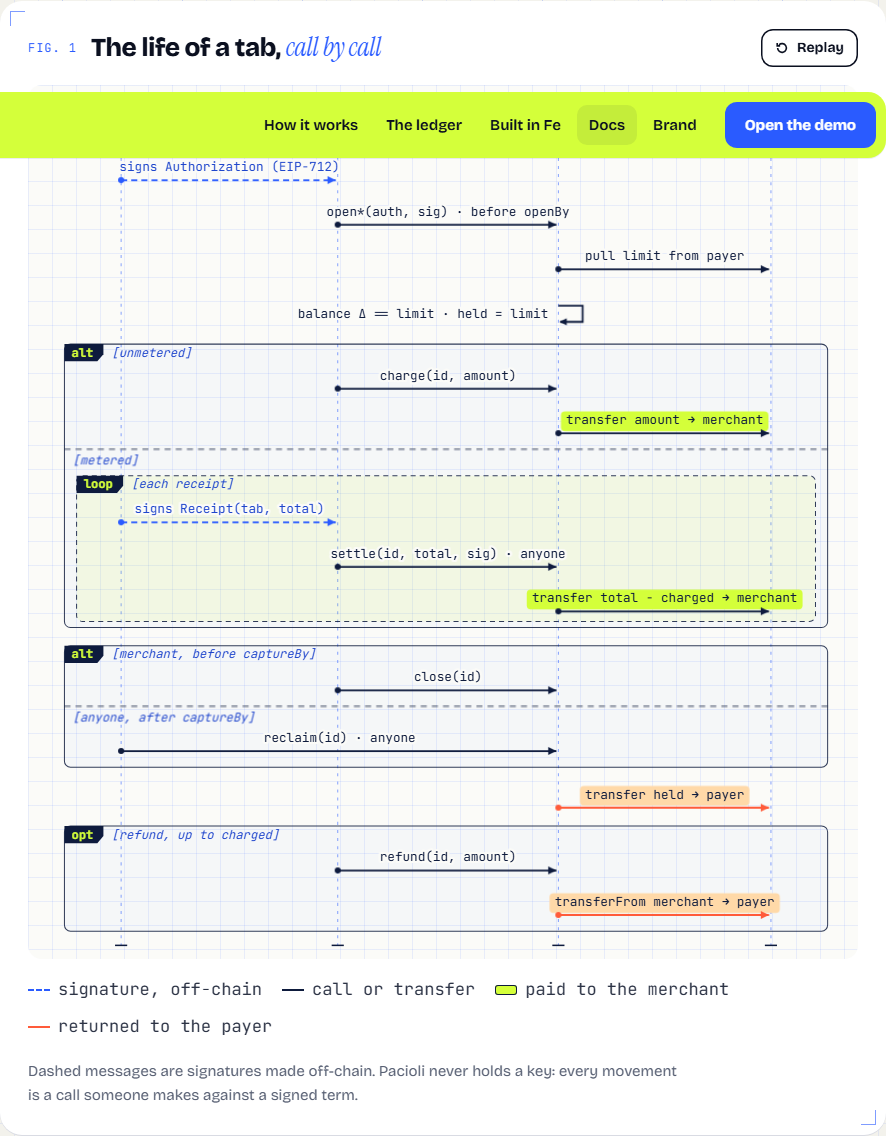 FIG. 1 The life of a tab, call by call
Replay
How it works The ledger Built in Fe Docs Brand Open the demo
signs Authorization (EIP-712)
open*(auth, sig) · before openBy
pull limit from payer
balance Δ == limit · held = limit
alt [unmetered]
charge(id, amount)
transfer amount → merchant
[metered]
loop [each receipt]
signs Receipt(tab, total)
settle(id, total, sig) · anyone
transfer total - charged → merchant
alt [merchant, before captureBy]
close(id)
[anyone, after captureBy]
reclaim(id) · anyone
transfer held → payer
opt [refund, up to charged]
refund(id, amount)
transferFrom merchant → payer
signature, off-chain call or transfer paid to the merchant
returned to the payer
Dashed messages are signatures made off-chain. Pacioli never holds a key: every movement
is a call someone makes against a signed term.